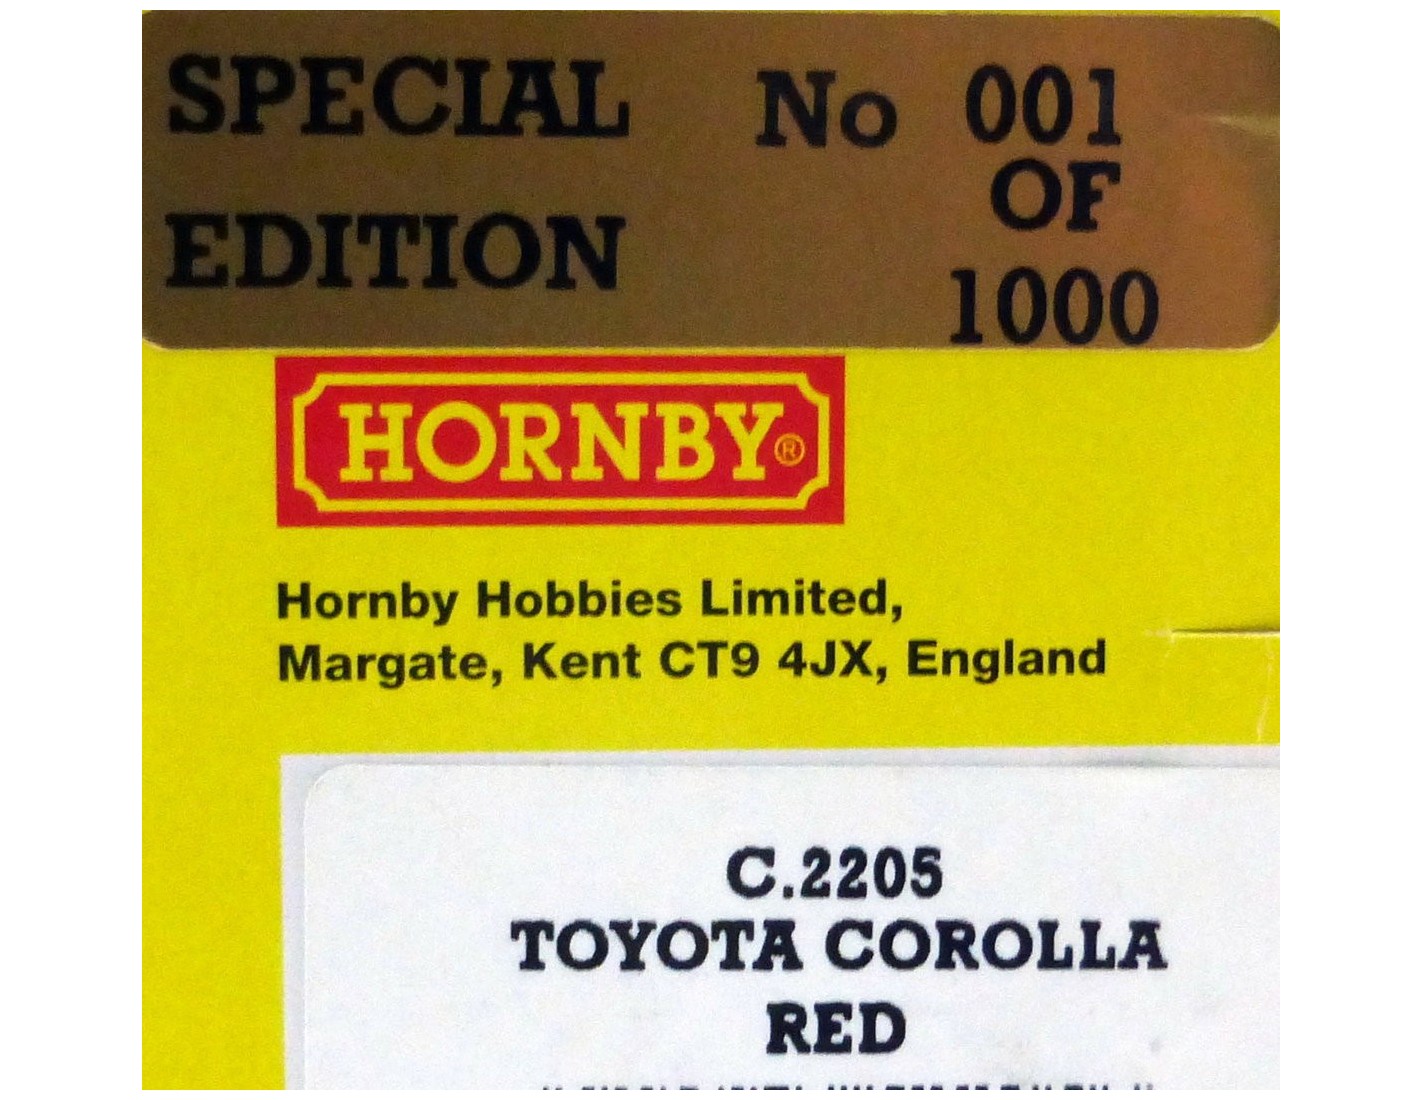 SPECIAL No 001
OF
EDITION 1000
HORNBY®
Hornby Hobbies Limited,
Margate, Kent CT9 4JX, England
C.2205
TOYOTA COROLLA
RED